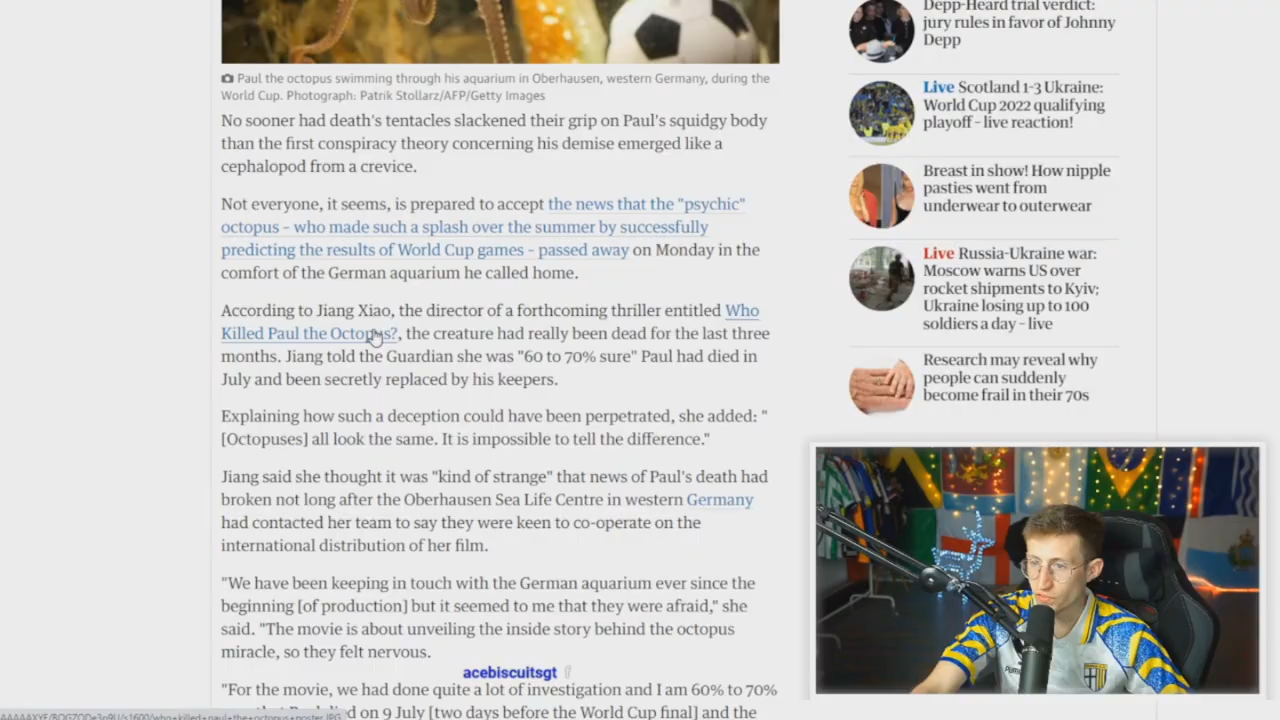 Paul the octopus swimming through his aquarium in Oberhausen, western Germany, during the
World Cup. Photograph: Patrik Stollarz/AFP/Getty Images
No sooner had death's tentacles slackened their grip on Paul's squidgy body
than the first conspiracy theory concerning his demise emerged like a
cephalopod from a crevice.
Not everyone, it seems, is prepared to accept the news that the "psychic"
octopus – who made such a splash over the summer by successfully
predicting the results of World Cup games – passed away on Monday in the
comfort of the German aquarium he called home.
According to Jiang Xiao, the director of a forthcoming thriller entitled Who
Killed Paul the Octopus?, the creature had really been dead for the last three
months. Jiang told the Guardian she was "60 to 70% sure" Paul had died in
July and been secretly replaced by his keepers.
Explaining how such a deception could have been perpetrated, she added: "
[Octopuses] all look the same. It is impossible to tell the difference."
Jiang said she thought it was "kind of strange" that news of Paul's death had
broken not long after the Oberhausen Sea Life Centre in western Germany
had contacted her team to say they were keen to co-operate on the
international distribution of her film.
"We have been keeping in touch with the German aquarium ever since the
beginning [of production] but it seemed to me that they were afraid," she
said. "The movie is about unveiling the inside story behind the octopus
miracle, so they felt nervous.
"For the movie, we had done quite a lot of investigation and I am 60% to 70%
on 9 July [two days before the World Cup final] and the
Depp-Heard trial verdict:
jury rules in favor of Johnny
Depp
Live Scotland 1-3 Ukraine:
World Cup 2022 qualifying
playoff – live reaction!
Breast in show! How nipple
pasties went from
underwear to outerwear
Live Russia-Ukraine war:
Moscow warns US over
rocket shipments to Kyiv;
Ukraine losing up to 100
soldiers a day – live
Research may reveal why
people can suddenly
become frail in their 70s
acebiscuitsgt